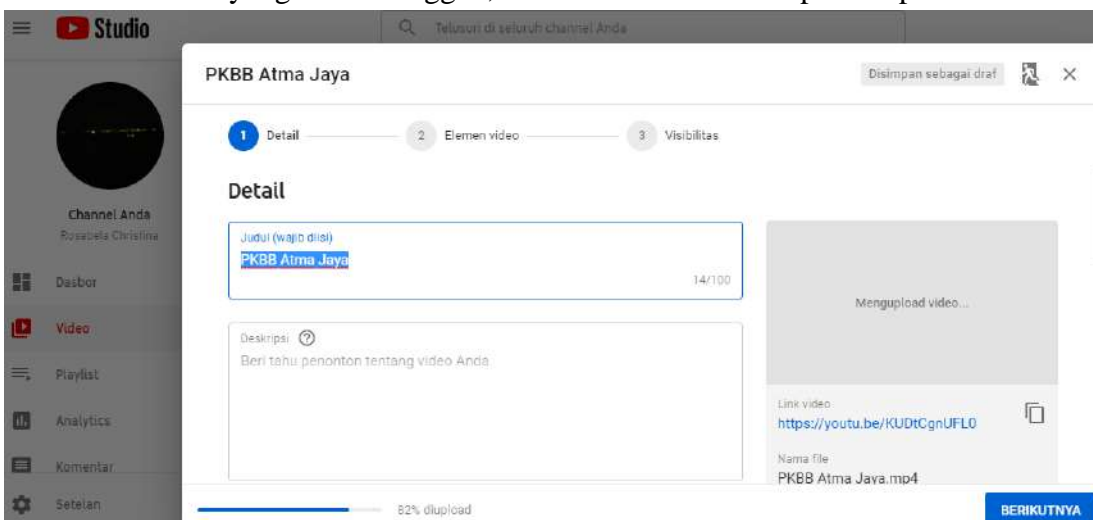 Studio
Telusuri di seluruh channel Anda
PKBB Atma Jaya
Disimpan sebagai draf
1 Detail
2 Elemen video
3 Visibilitas
Detail
Channel Anda
Rosabela Christina
Judul (wajib diisi)
PKBB Atma Jaya
14/100
Mengupload video...
Dasbor
Video
Deskripsi
Beri tahu penonton tentang video Anda
Playlist
Analytics
Link video
https://youtu.be/KUDtCgnUFL0
Komentar
Nama file
PKBB Atma Jaya.mp4
Setelan
82% diupload
BERIKUTNYA